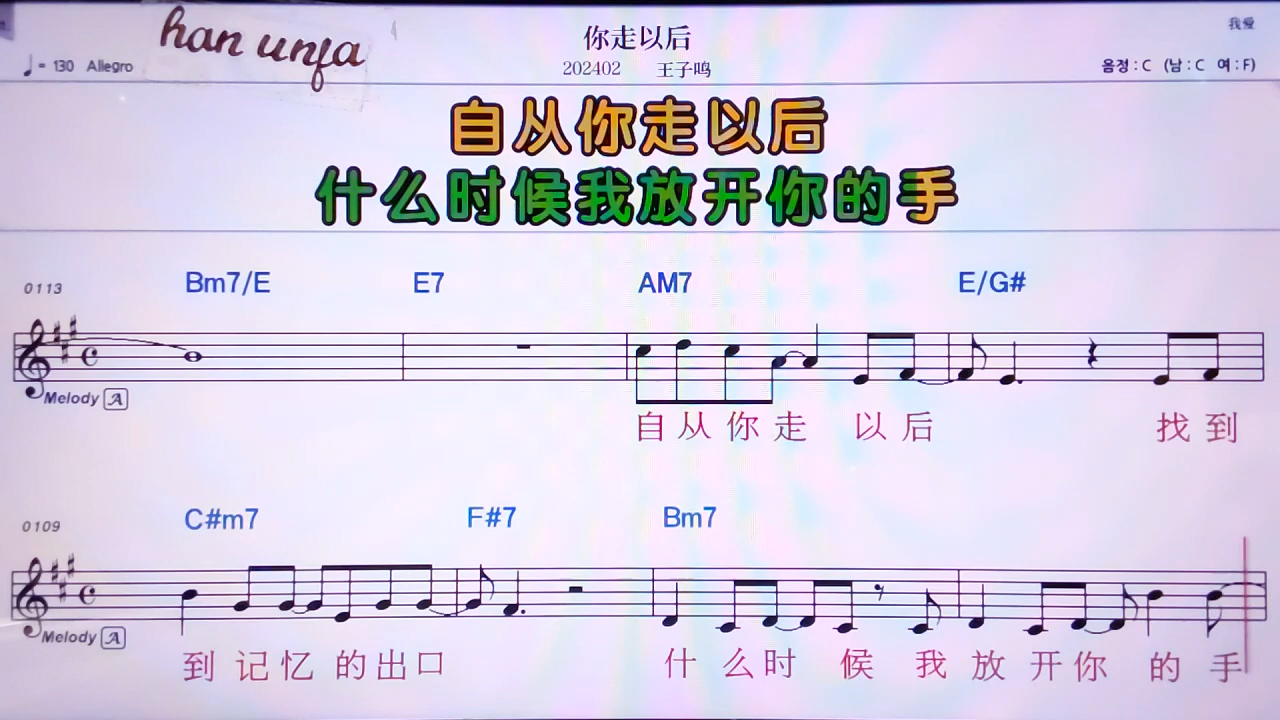 han unfa
你走以后
我爱
♩= 130 Allegro
202402 王子鸣
음정 : C (남 : C 여 : F)
自从你走以后
什么时候我放开你的手
0113 Bm7/E E7 AM7 E/G#
Melody A
自从你走 以后 找到
0109 C#m7 F#7 Bm7
Melody A
到记忆的出口 什么时候我放开你的手